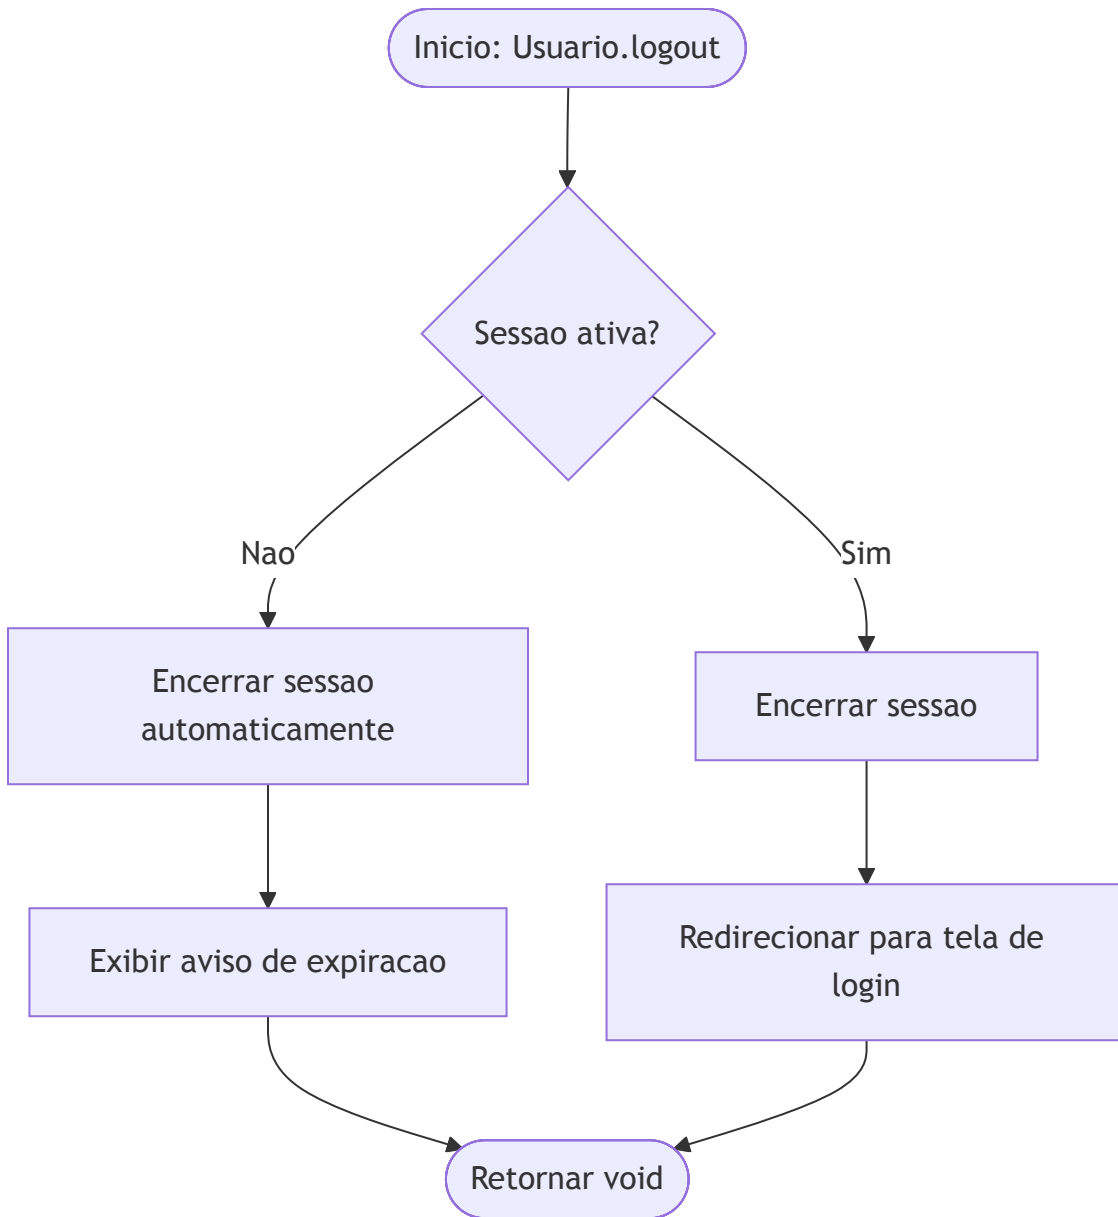 Inicio: Usuario.logout
Sessao ativa?
Nao
Sim
Encerrar sessao
automaticamente
Encerrar sessao
Exibir aviso de expiracao
Redirecionar para tela de
login
Retornar void